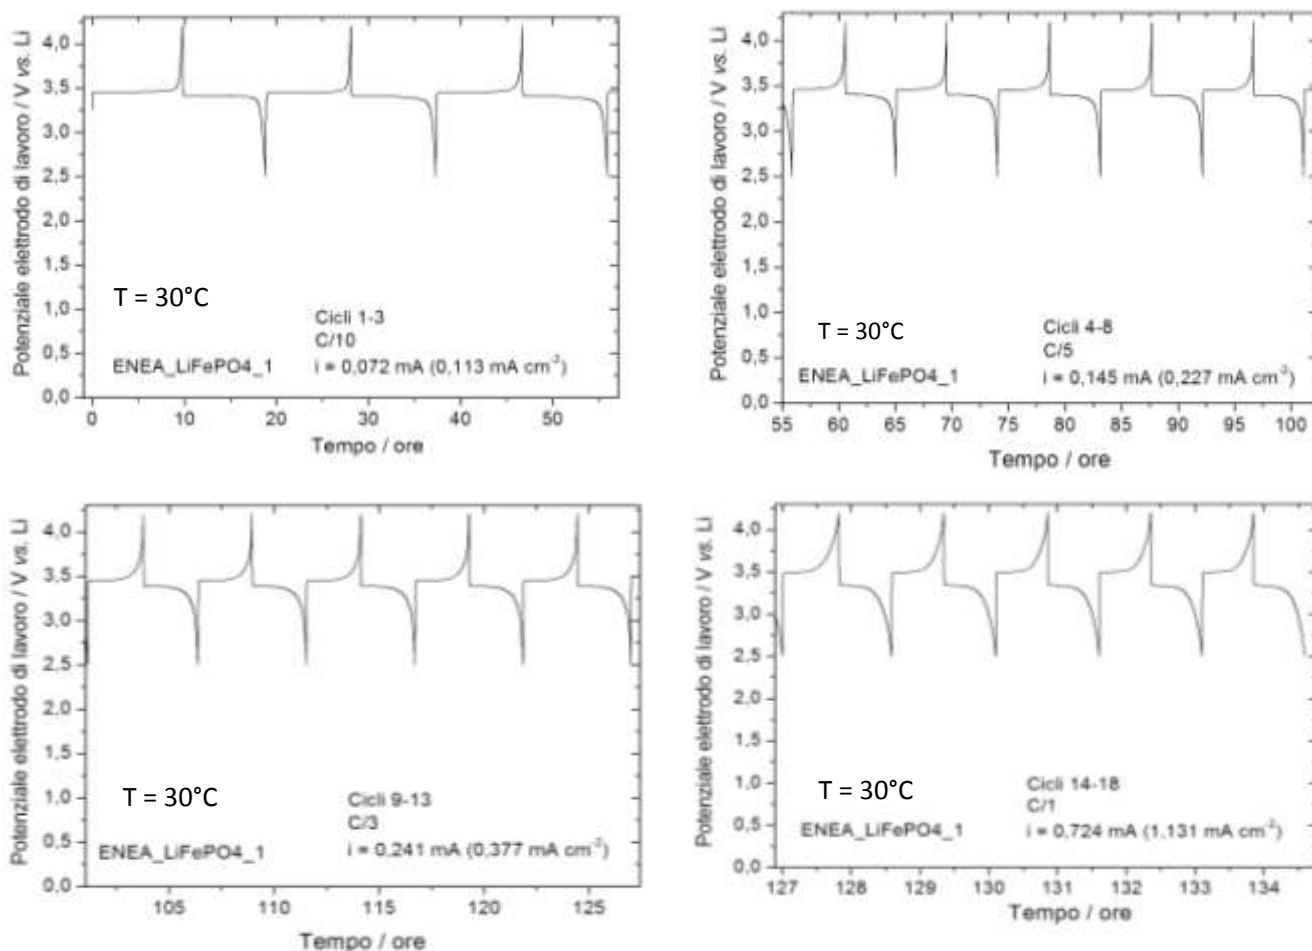 Potenziale elettrodo di lavoro / V vs. Li
4,0
3,5
3,0
2,5
2,0
1,5
1,0
0,5
0,0
T = 30°C
Cicli 1-3
C/10
ENEA_LiFePO4_1
i = 0,072 mA (0,113 mA cm-2)
0 20 30 40 50
10
Tempo / ore
Potenziale elettrodo di lavoro / V vs. Li
4,0
3,5
3,0
2,5
2,0
1,5
1,0
0,5
0,0
T = 30°C
Cicli 4-8
C/5
ENEA_LiFePO4_1
i = 0,145 mA (0,227 mA cm-2)
55 60 65 70 75 80 85 90 95 100
Tempo / ore
Potenziale elettrodo di lavoro / V vs. Li
4,0
3,5
3,0
2,5
2,0
1,5
1,0
0,5
0,0
T = 30°C
Cicli 9-13
C/3
ENEA_LiFePO4_1
i = 0,241 mA (0,377 mA cm-2)
105 110 115 120 125
Tempo / ore
Potenziale elettrodo di lavoro / V vs. Li
4,0
3,5
3,0
2,5
2,0
1,5
1,0
0,5
0,0
T = 30°C
Cicli 14-18
C/1
ENEA_LiFePO4_1
i = 0,724 mA (1,131 mA cm-2)
127 128 129 130 131 132 133 134
Tempo / ore